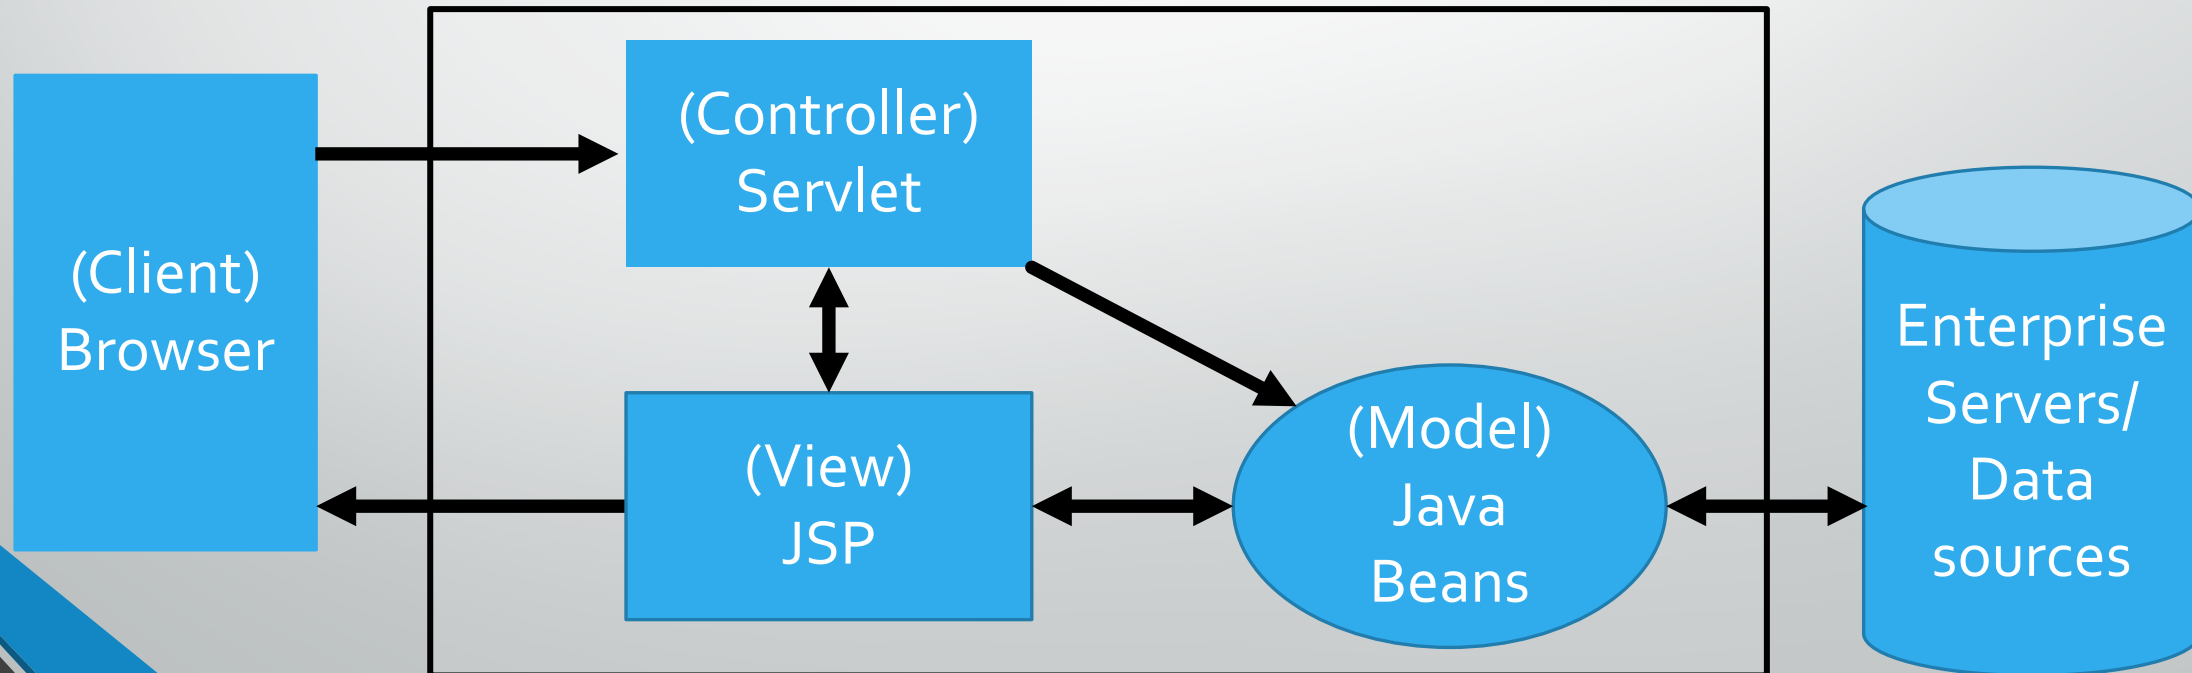 (Client)
Browser
(Controller)
Servlet
(View)
JSP
(Model)
Java
Beans
Enterprise
Servers/
Data
sources